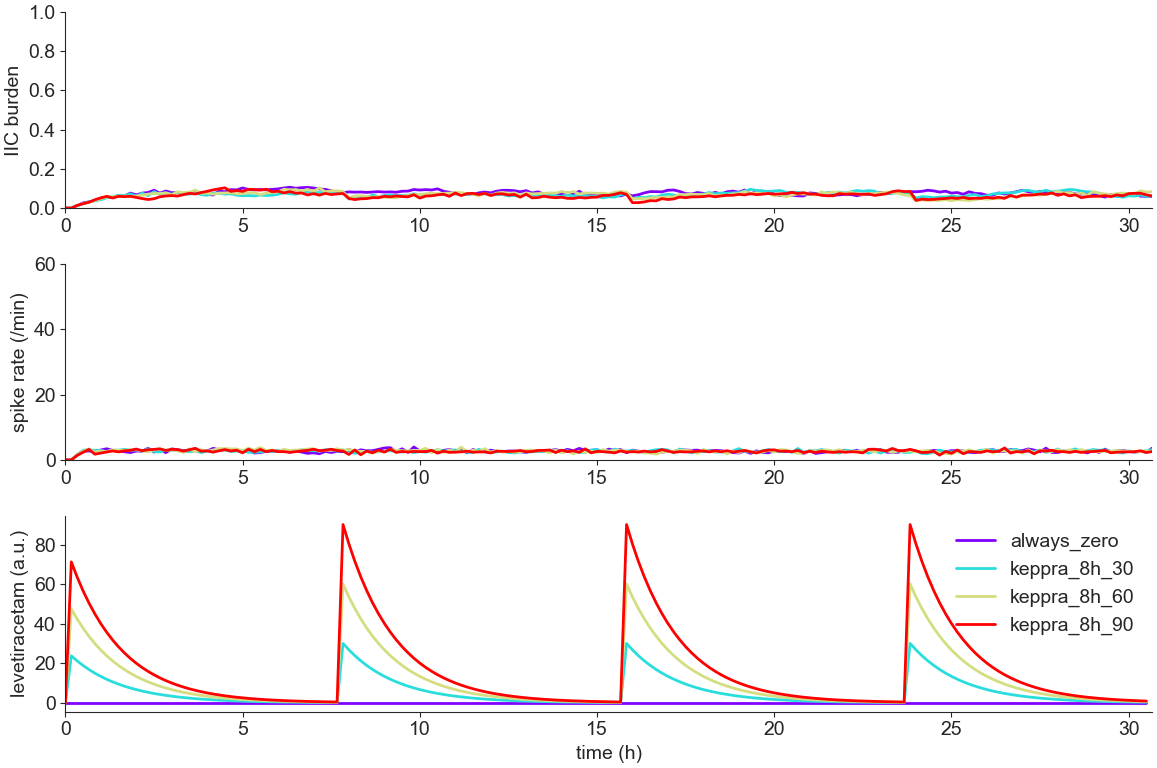 1.0
0.8
0.6
0.4
0.2
0.0
IIC burden
0 5 10 15 20 25 30
60
40
20
0
spike rate (/min)
0 5 10 15 20 25 30
80
60
40
20
0
levetiracetam (a.u.)
always_zero
keppra_8h_30
keppra_8h_60
keppra_8h_90
0 5 10 15 20 25 30
time (h)